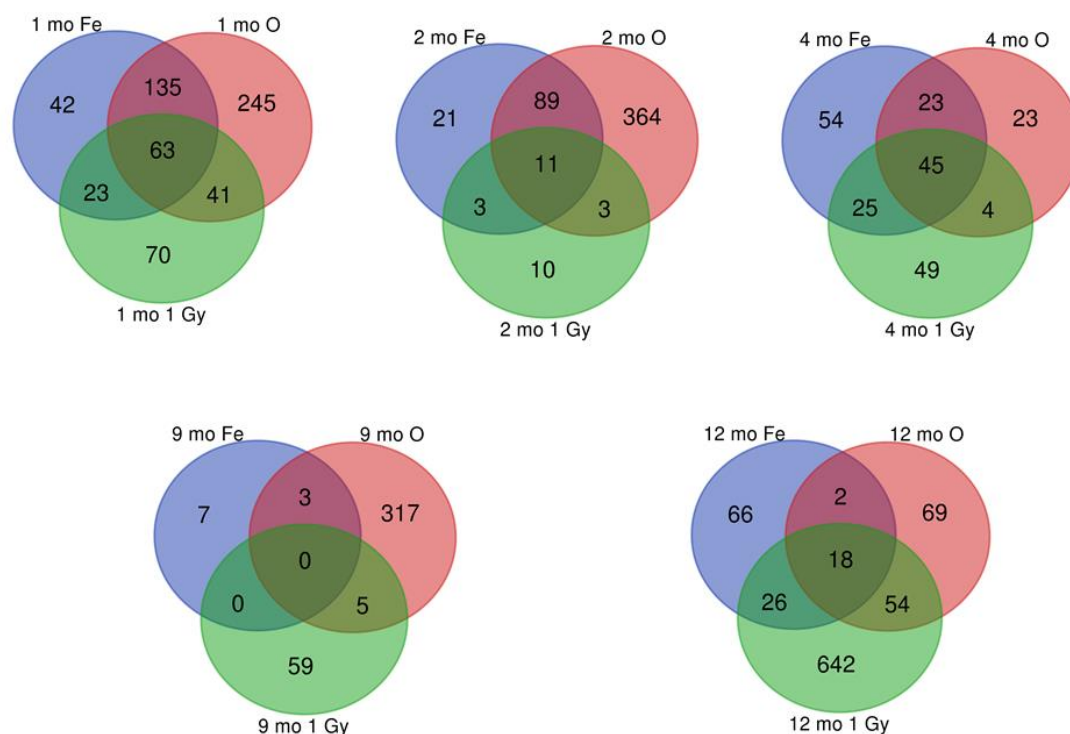 1 mo Fe 1 mo O
42 135 245
63
23 41
70
1 mo 1 Gy
2 mo Fe 2 mo O
21 89 364
11
3 3
10
2 mo 1 Gy
4 mo Fe 4 mo O
54 23 23
45
25 4
49
4 mo 1 Gy
9 mo Fe 9 mo O
7 3 317
0
0 5
59
9 mo 1 Gy
12 mo Fe 12 mo O
66 2 69
18
26 54
642
12 mo 1 Gy